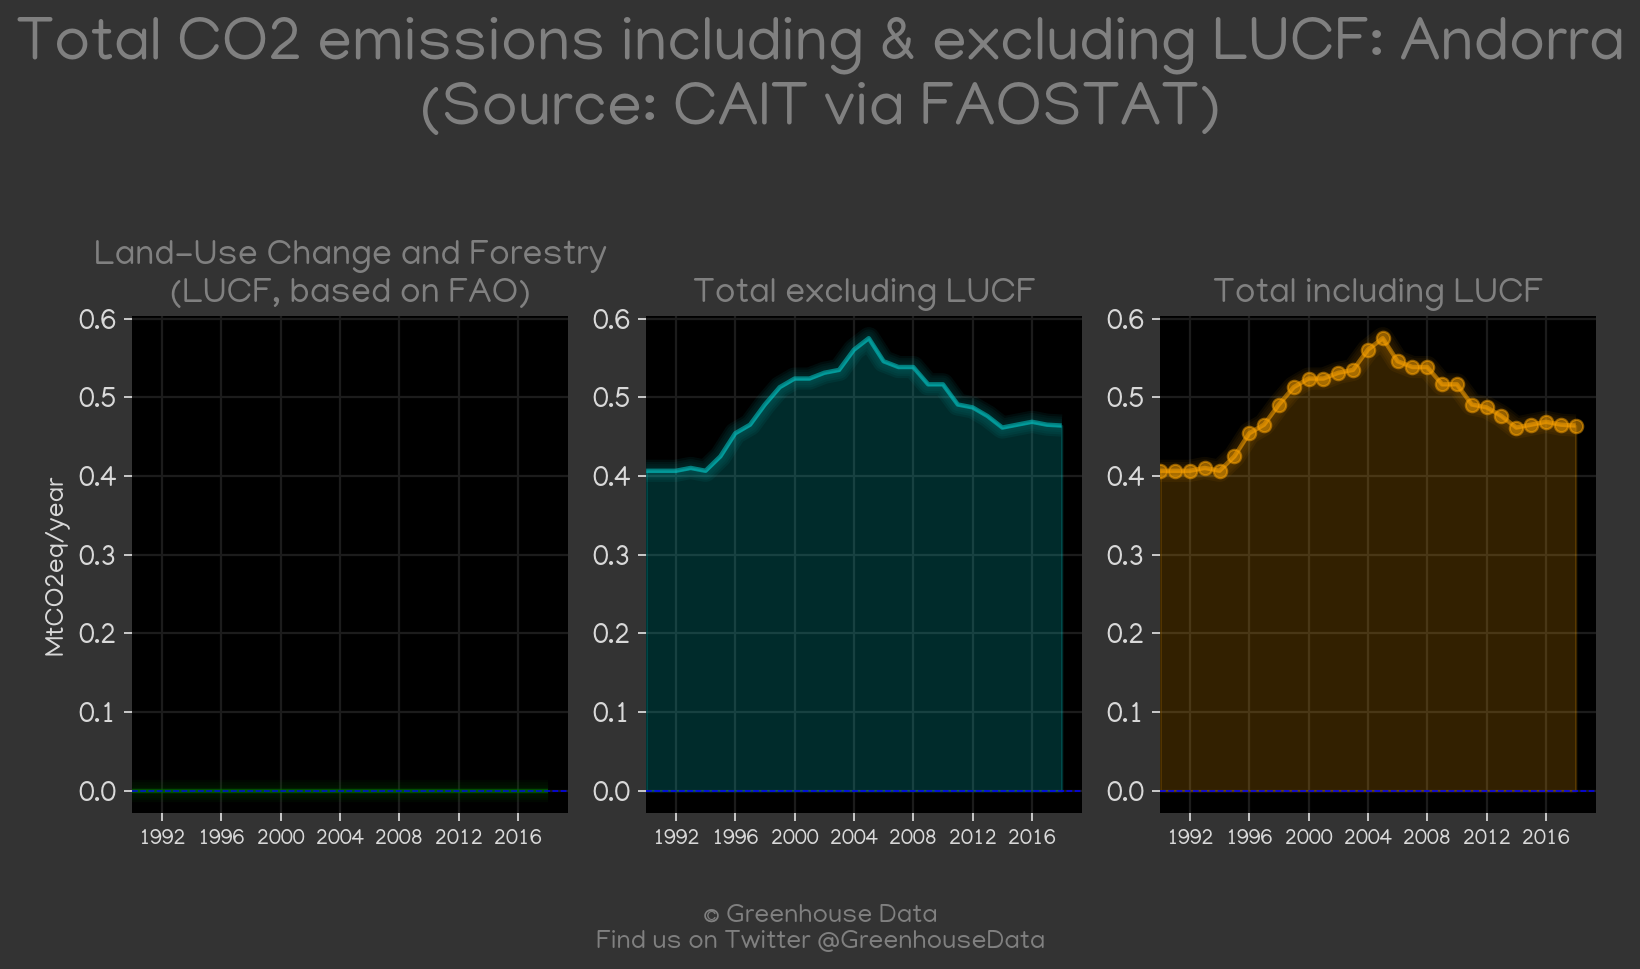 Total CO2 emissions including & excluding LUCF: Andorra
(Source: CAIT via FAOSTAT)
Land-Use Change and Forestry
(LUCF, based on FAO)
MtCO2eq/year
0.6
0.5
0.4
0.3
0.2
0.1
0.0
1992 1996 2000 2004 2008 2012 2016
Total excluding LUCF
0.6
0.5
0.4
0.3
0.2
0.1
0.0
1992 1996 2000 2004 2008 2012 2016
Total including LUCF
0.6
0.5
0.4
0.3
0.2
0.1
0.0
1992 1996 2000 2004 2008 2012 2016
© Greenhouse Data
Find us on Twitter @GreenhouseData